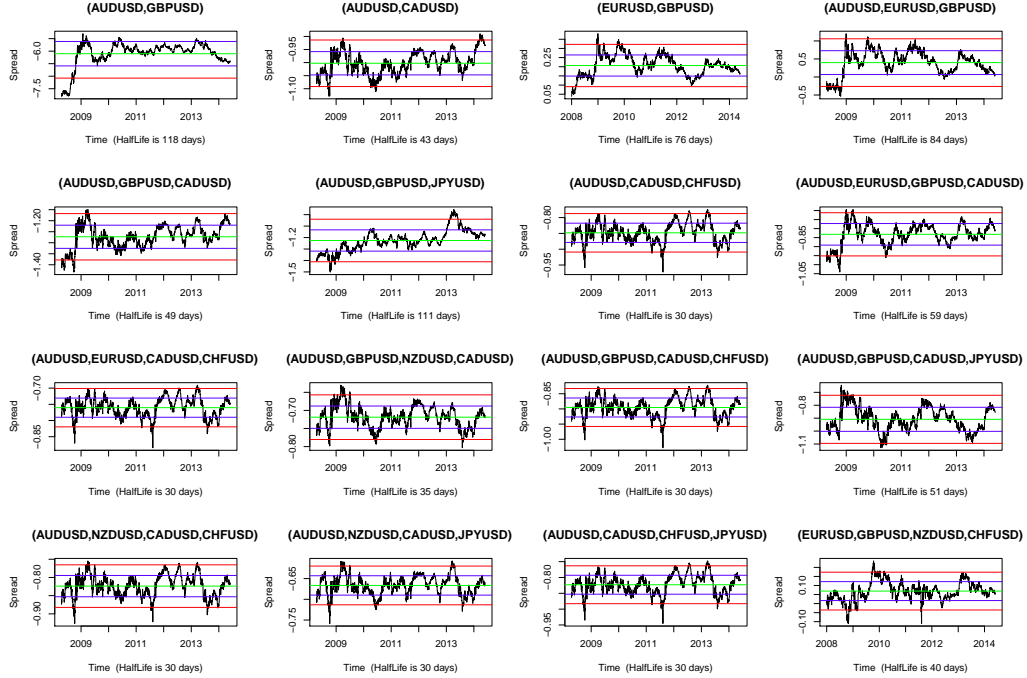 (AUDUSD,GBPUSD)
Spread
−6.0
−7.5
2009 2011 2013
Time (HalfLife is 118 days)
(AUDUSD,CADUSD)
Spread
−0.95
−1.10
2009 2011 2013
Time (HalfLife is 43 days)
(EURUSD,GBPUSD)
Spread
0.25
0.05
2008 2010 2012 2014
Time (HalfLife is 76 days)
(AUDUSD,EURUSD,GBPUSD)
Spread
0.5
−0.5
2009 2011 2013
Time (HalfLife is 84 days)
(AUDUSD,GBPUSD,CADUSD)
Spread
−1.20
−1.40
2009 2011 2013
Time (HalfLife is 49 days)
(AUDUSD,GBPUSD,JPYUSD)
Spread
−1.2
−1.5
2009 2011 2013
Time (HalfLife is 111 days)
(AUDUSD,CADUSD,CHFUSD)
Spread
−0.80
−0.95
2009 2011 2013
Time (HalfLife is 30 days)
(AUDUSD,EURUSD,GBPUSD,CADUSD)
Spread
−0.85
−1.05
2009 2011 2013
Time (HalfLife is 59 days)
(AUDUSD,EURUSD,CADUSD,CHFUSD)
Spread
−0.70
−0.85
2009 2011 2013
Time (HalfLife is 30 days)
(AUDUSD,GBPUSD,NZDUSD,CADUSD)
Spread
−0.70
−0.80
2009 2011 2013
Time (HalfLife is 35 days)
(AUDUSD,GBPUSD,CADUSD,CHFUSD)
Spread
−0.85
−1.00
2009 2011 2013
Time (HalfLife is 30 days)
(AUDUSD,GBPUSD,CADUSD,JPYUSD)
Spread
−0.8
−1.1
2009 2011 2013
Time (HalfLife is 51 days)
(AUDUSD,NZDUSD,CADUSD,CHFUSD)
Spread
−0.80
−0.90
2009 2011 2013
Time (HalfLife is 30 days)
(AUDUSD,NZDUSD,CADUSD,JPYUSD)
Spread
−0.65
−0.75
2009 2011 2013
Time (HalfLife is 30 days)
(AUDUSD,CADUSD,CHFUSD,JPYUSD)
Spread
−0.80
−0.95
2009 2011 2013
Time (HalfLife is 30 days)
(EURUSD,GBPUSD,NZDUSD,CHFUSD)
Spread
0.10
−0.10
2008 2010 2012 2014
Time (HalfLife is 40 days)